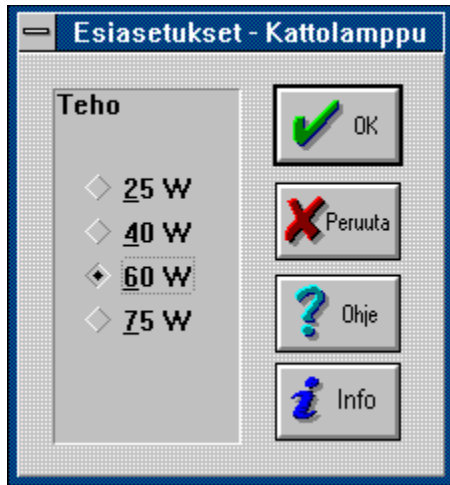 Esiasetukset - Kattolamppu
Teho
25 W
40 W
60 W
75 W
OK
Peruuta
Ohje
Info